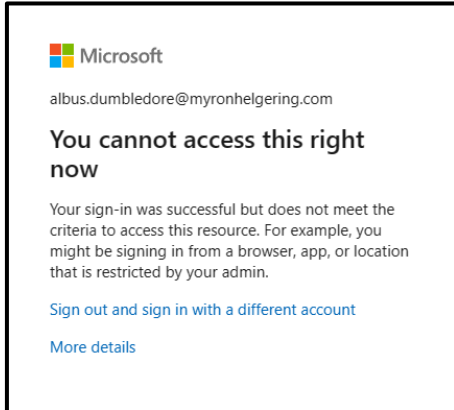 Microsoft
albus.dumbledore@myronhelgering.com
You cannot access this right
now
Your sign-in was successful but does not meet the
criteria to access this resource. For example, you
might be signing in from a browser, app, or location
that is restricted by your admin.
Sign out and sign in with a different account
More details